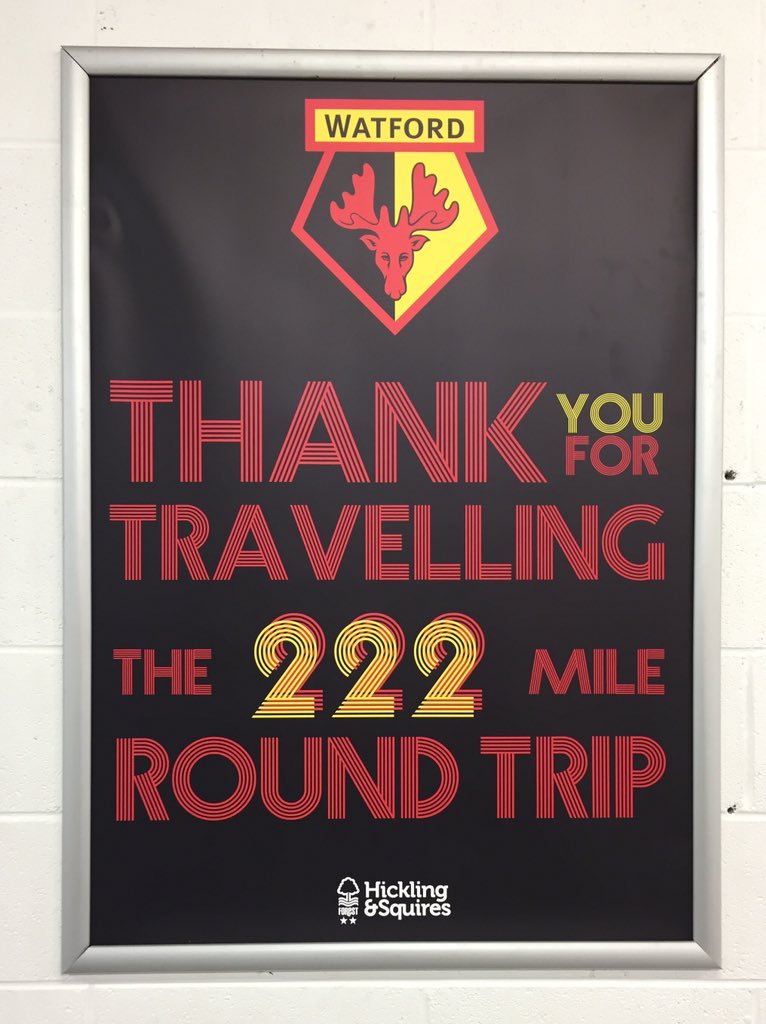 WATFORD
THANK YOU FOR
TRAVELLING
THE 222 MILE
ROUND TRIP
FOREST
Hickling
&Squires